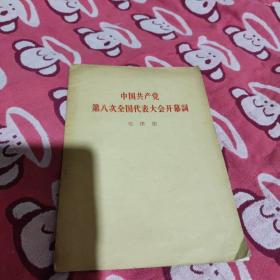 中国共产党
第八次全国代表大会开幕詞
毛泽东